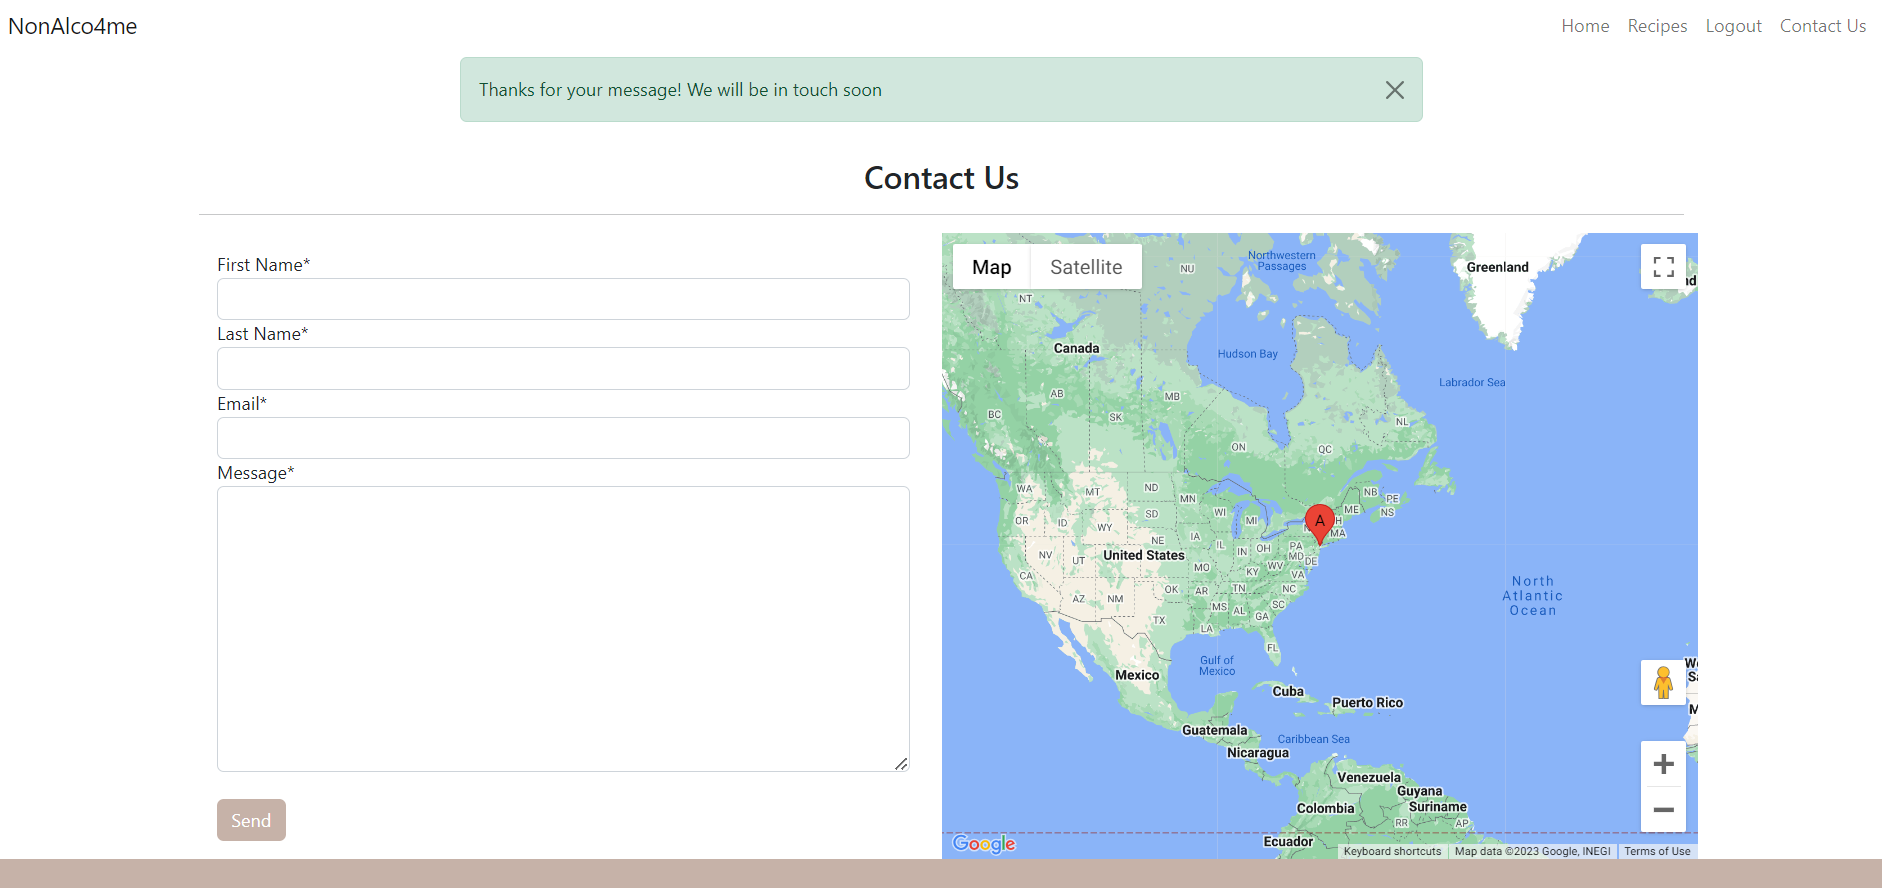 NonAlco4me
Home Recipes Logout Contact Us
Thanks for your message! We will be in touch soon
Contact Us
First Name*
Last Name*
Email*
Message*
Send
Map Satellite
Northwestern
Passages
NU
Greenland
NT
Canada
Hudson Bay
Labrador Sea
AB
MB
BC
SK
NL
ON
QC
WA
MT
ND
MN
NB
PE
ME
NS
OR
ID
WY
SD
WI
MI
A
MA
NV
UT
NE
IA
IL
IN
OH
PA
MD
DE
United States
CA
MO
KY
WV
VA
AZ
NM
OK
AR
TN
NC
MS
AL
SC
GA
TX
LA
FL
North
Atlantic
Ocean
Gulf of
Mexico
Mexico
Cuba
Puerto Rico
Guatemala
Caribbean Sea
Nicaragua
Venezuela
Guyana
Colombia
Suriname
RR
AP
Ecuador
Google
Keyboard shortcuts Map data ©2023 Google, INEGI Terms of Use